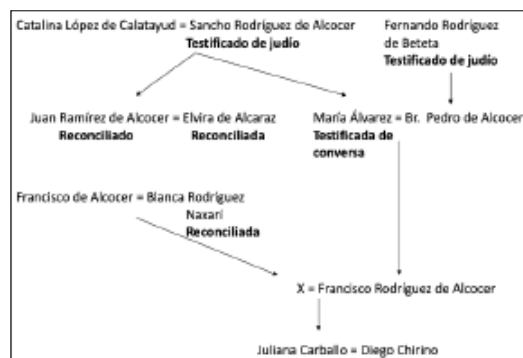 Catalina López de Calatayud = Sancho Rodríguez de Alcocer
Testificado de judío
Fernando Rodríguez
de Beteta
Testificado de judío
Juan Ramírez de Alcocer = Elvira de Alcaraz
Reconciliado Reconciliada
María Álvarez = Br. Pedro de Alcocer
Testificada de
conversa
Francisco de Alcocer = Blanca Rodríguez
Naxari
Reconciliada
X = Francisco Rodríguez de Alcocer
Juliana Carballo = Diego Chirino